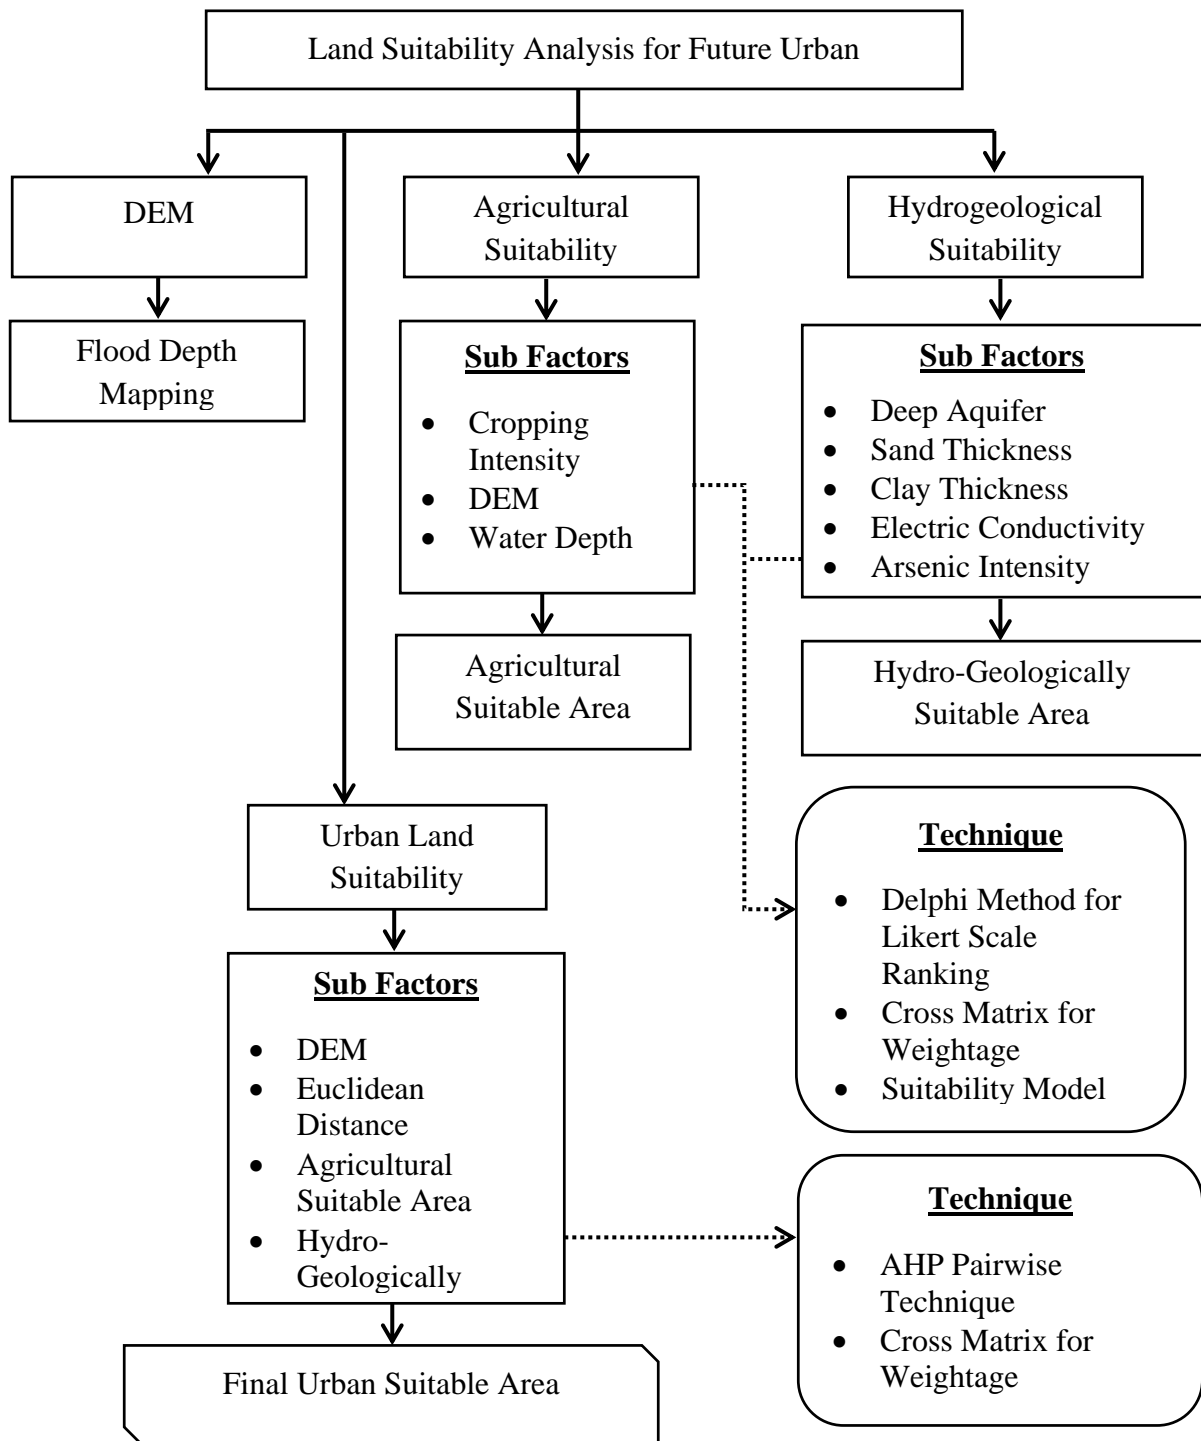 Land Suitability Analysis for Future Urban
DEM
Agricultural
Suitability
Hydrogeological
Suitability
Flood Depth
Mapping
Sub Factors
• Cropping
Intensity
• DEM
• Water Depth
Sub Factors
• Deep Aquifer
• Sand Thickness
• Clay Thickness
• Electric Conductivity
• Arsenic Intensity
Agricultural
Suitable Area
Hydro-Geologically
Suitable Area
Urban Land
Suitability
Technique
• Delphi Method for
Likert Scale
Ranking
• Cross Matrix for
Weightage
• Suitability Model
Sub Factors
• DEM
• Euclidean
Distance
• Agricultural
Suitable Area
• Hydro-
Geologically
Technique
• AHP Pairwise
Technique
• Cross Matrix for
Weightage
Final Urban Suitable Area